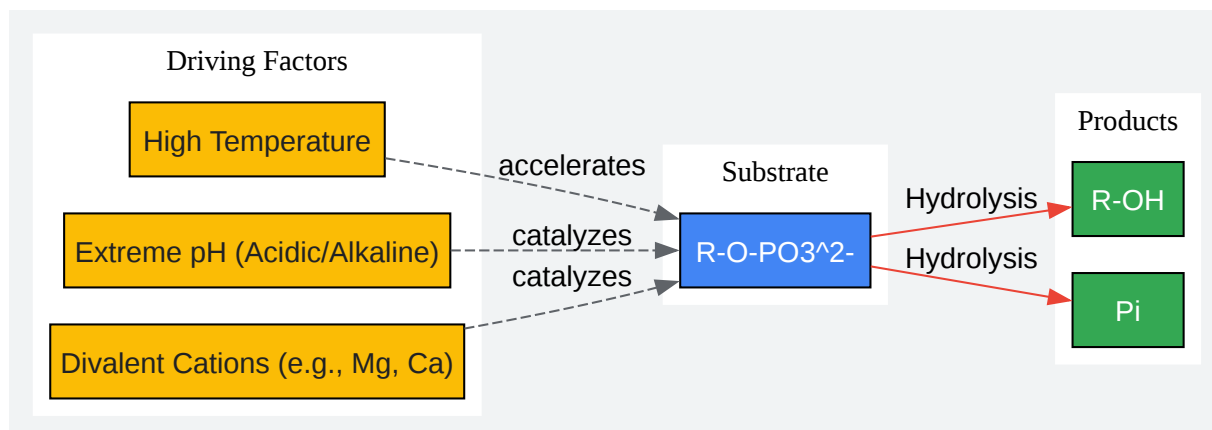 Driving Factors
High Temperature
Extreme pH (Acidic/Alkaline)
Divalent Cations (e.g., Mg, Ca)
accelerates
catalyzes
catalyzes
Substrate
R-O-PO3^2-
Hydrolysis
Hydrolysis
Products
R-OH
Pi